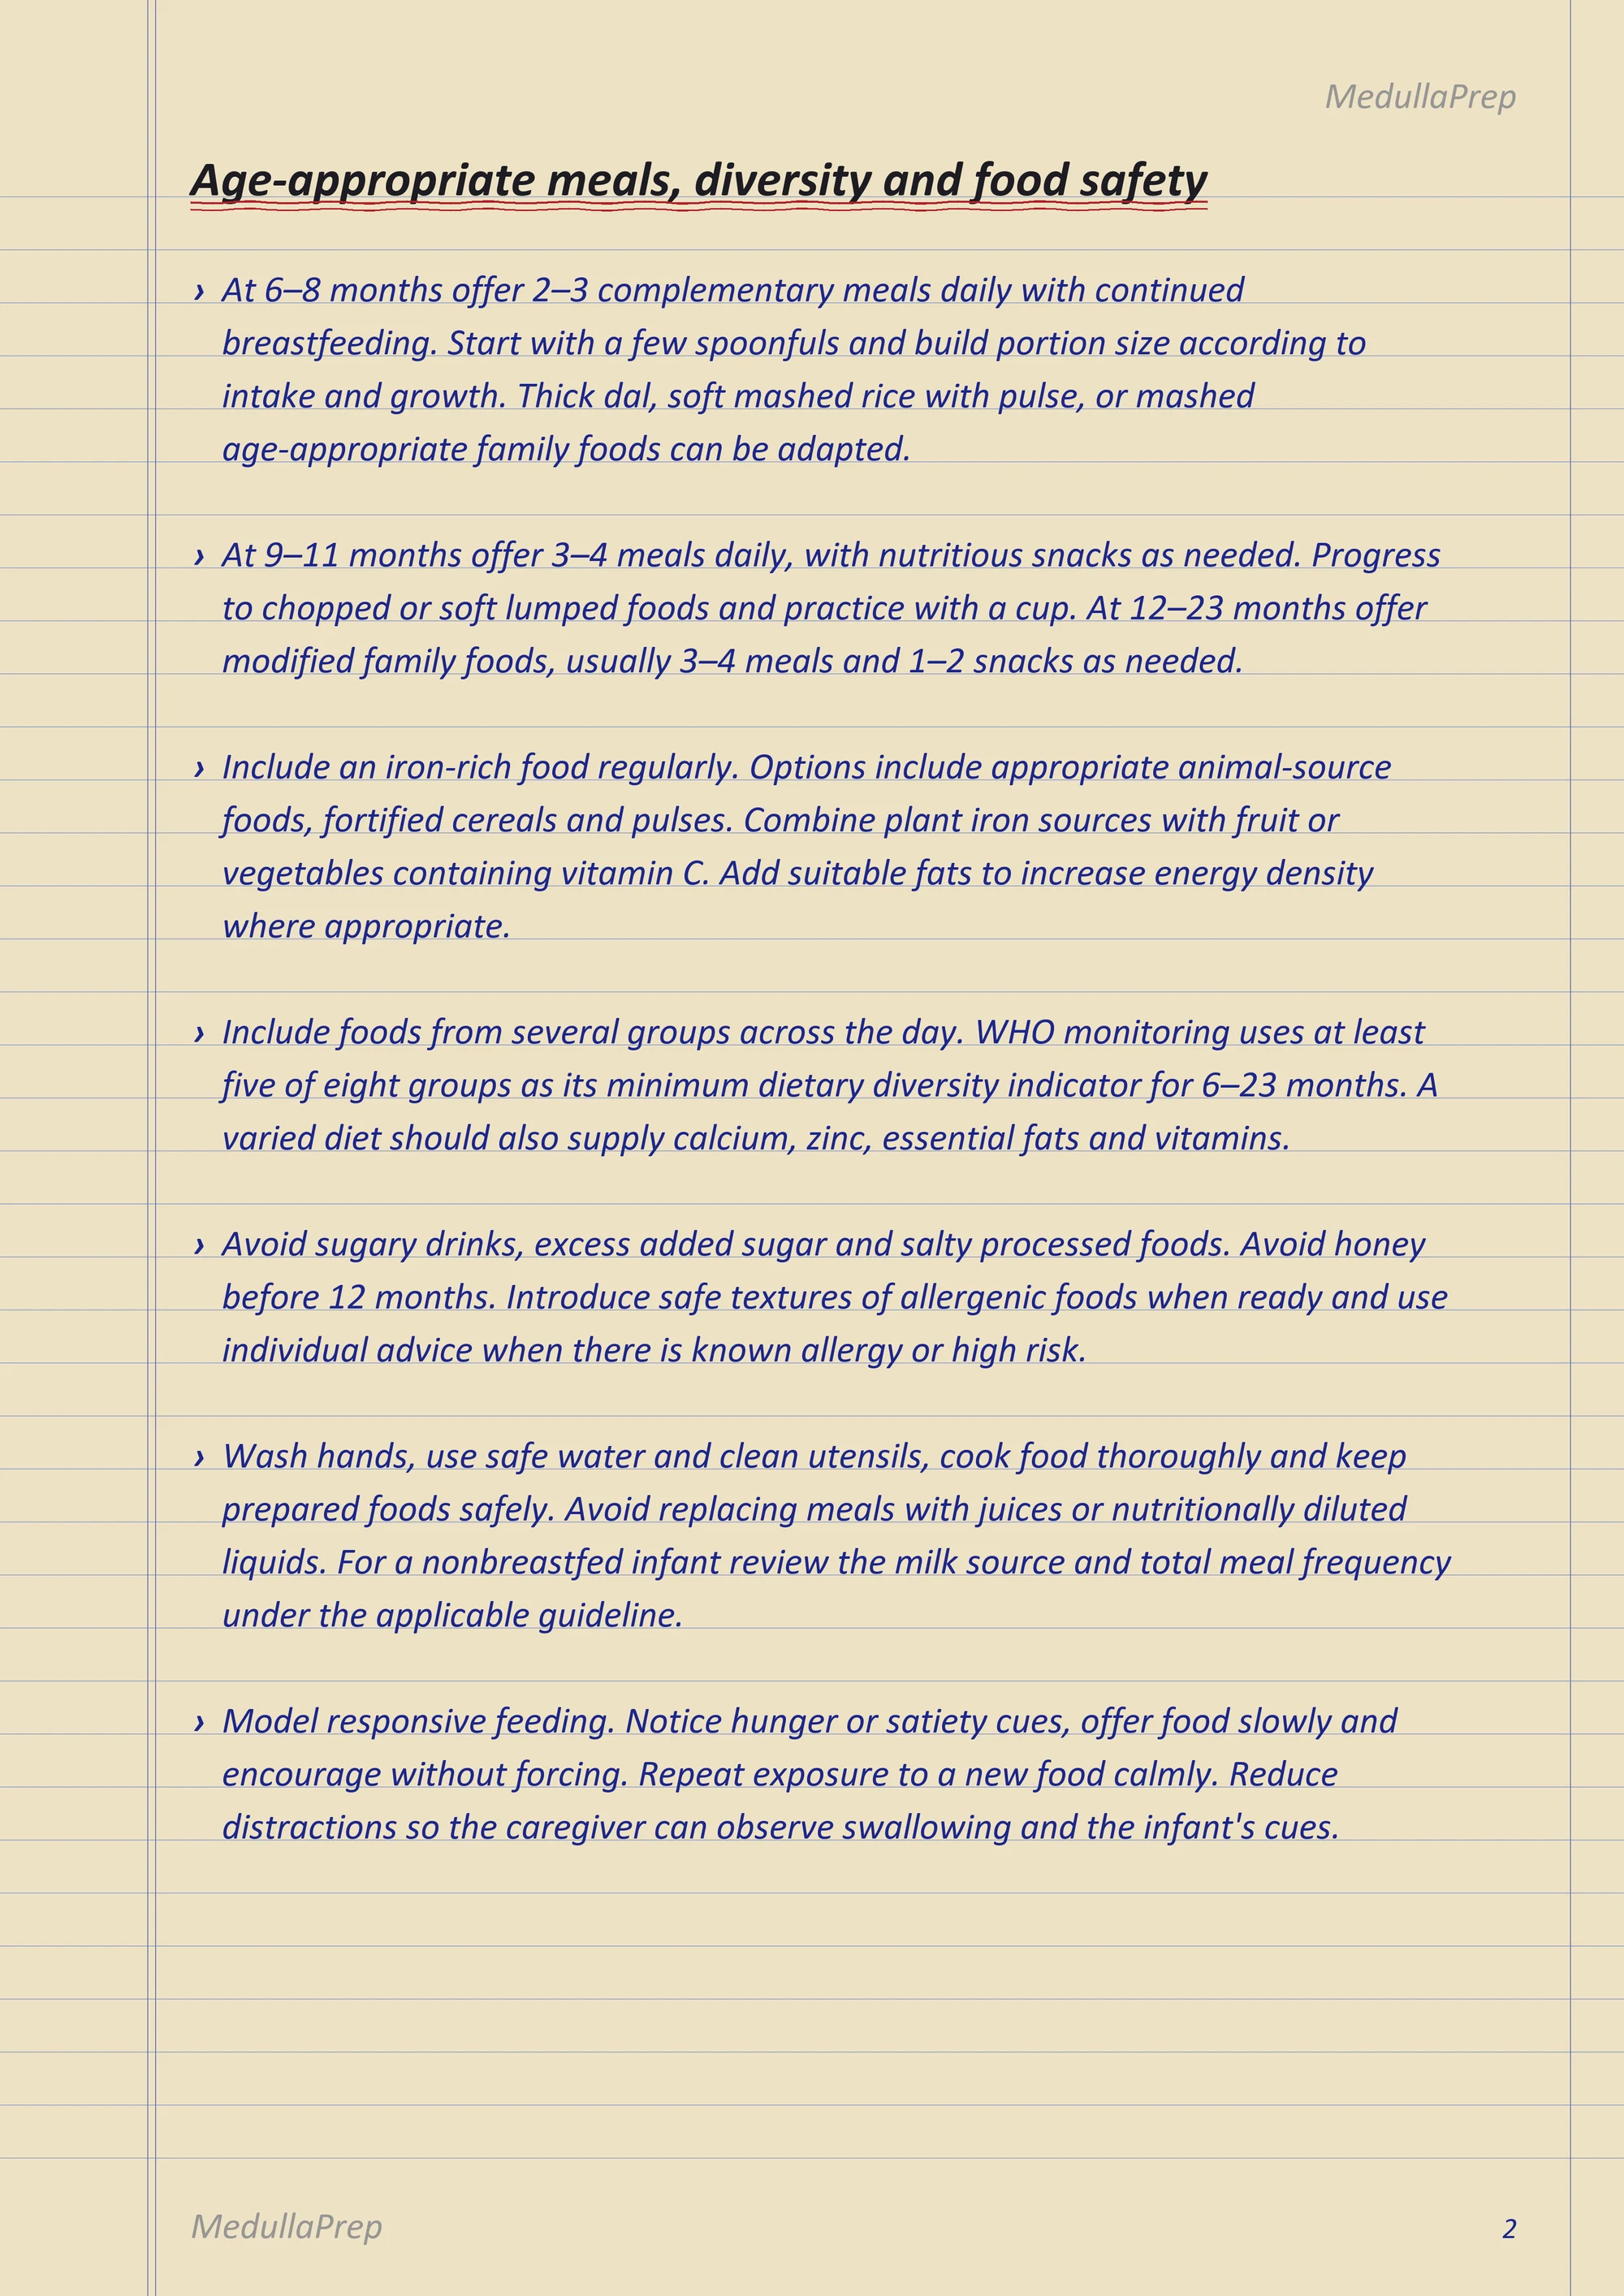 MedullaPrep
Age-appropriate meals, diversity and food safety
› At 6–8 months offer 2–3 complementary meals daily with continued
breastfeeding. Start with a few spoonfuls and build portion size according to
intake and growth. Thick dal, soft mashed rice with pulse, or mashed
age-appropriate family foods can be adapted.
› At 9–11 months offer 3–4 meals daily, with nutritious snacks as needed. Progress
to chopped or soft lumped foods and practice with a cup. At 12–23 months offer
modified family foods, usually 3–4 meals and 1–2 snacks as needed.
› Include an iron-rich food regularly. Options include appropriate animal-source
foods, fortified cereals and pulses. Combine plant iron sources with fruit or
vegetables containing vitamin C. Add suitable fats to increase energy density
where appropriate.
› Include foods from several groups across the day. WHO monitoring uses at least
five of eight groups as its minimum dietary diversity indicator for 6–23 months. A
varied diet should also supply calcium, zinc, essential fats and vitamins.
› Avoid sugary drinks, excess added sugar and salty processed foods. Avoid honey
before 12 months. Introduce safe textures of allergenic foods when ready and use
individual advice when there is known allergy or high risk.
› Wash hands, use safe water and clean utensils, cook food thoroughly and keep
prepared foods safely. Avoid replacing meals with juices or nutritionally diluted
liquids. For a nonbreastfed infant review the milk source and total meal frequency
under the applicable guideline.
› Model responsive feeding. Notice hunger or satiety cues, offer food slowly and
encourage without forcing. Repeat exposure to a new food calmly. Reduce
distractions so the caregiver can observe swallowing and the infant's cues.
MedullaPrep
2